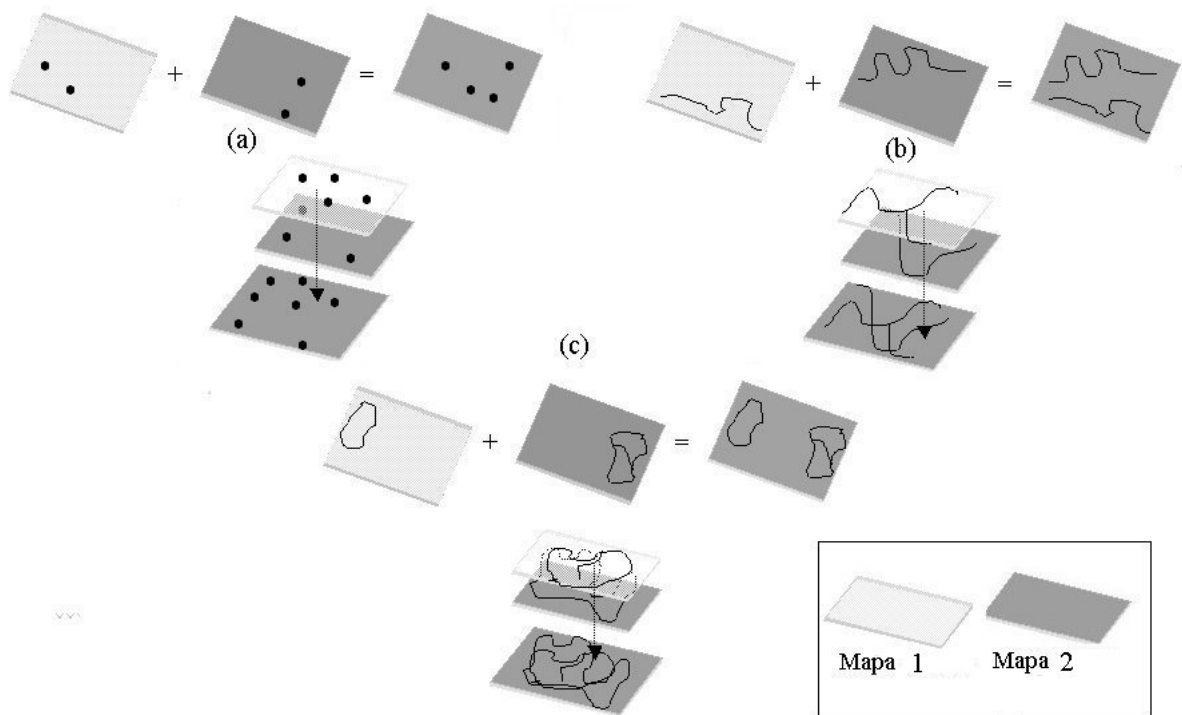 + =
+ =
(a)
(b)
(c)
+ =
Mapa 1 Mapa 2